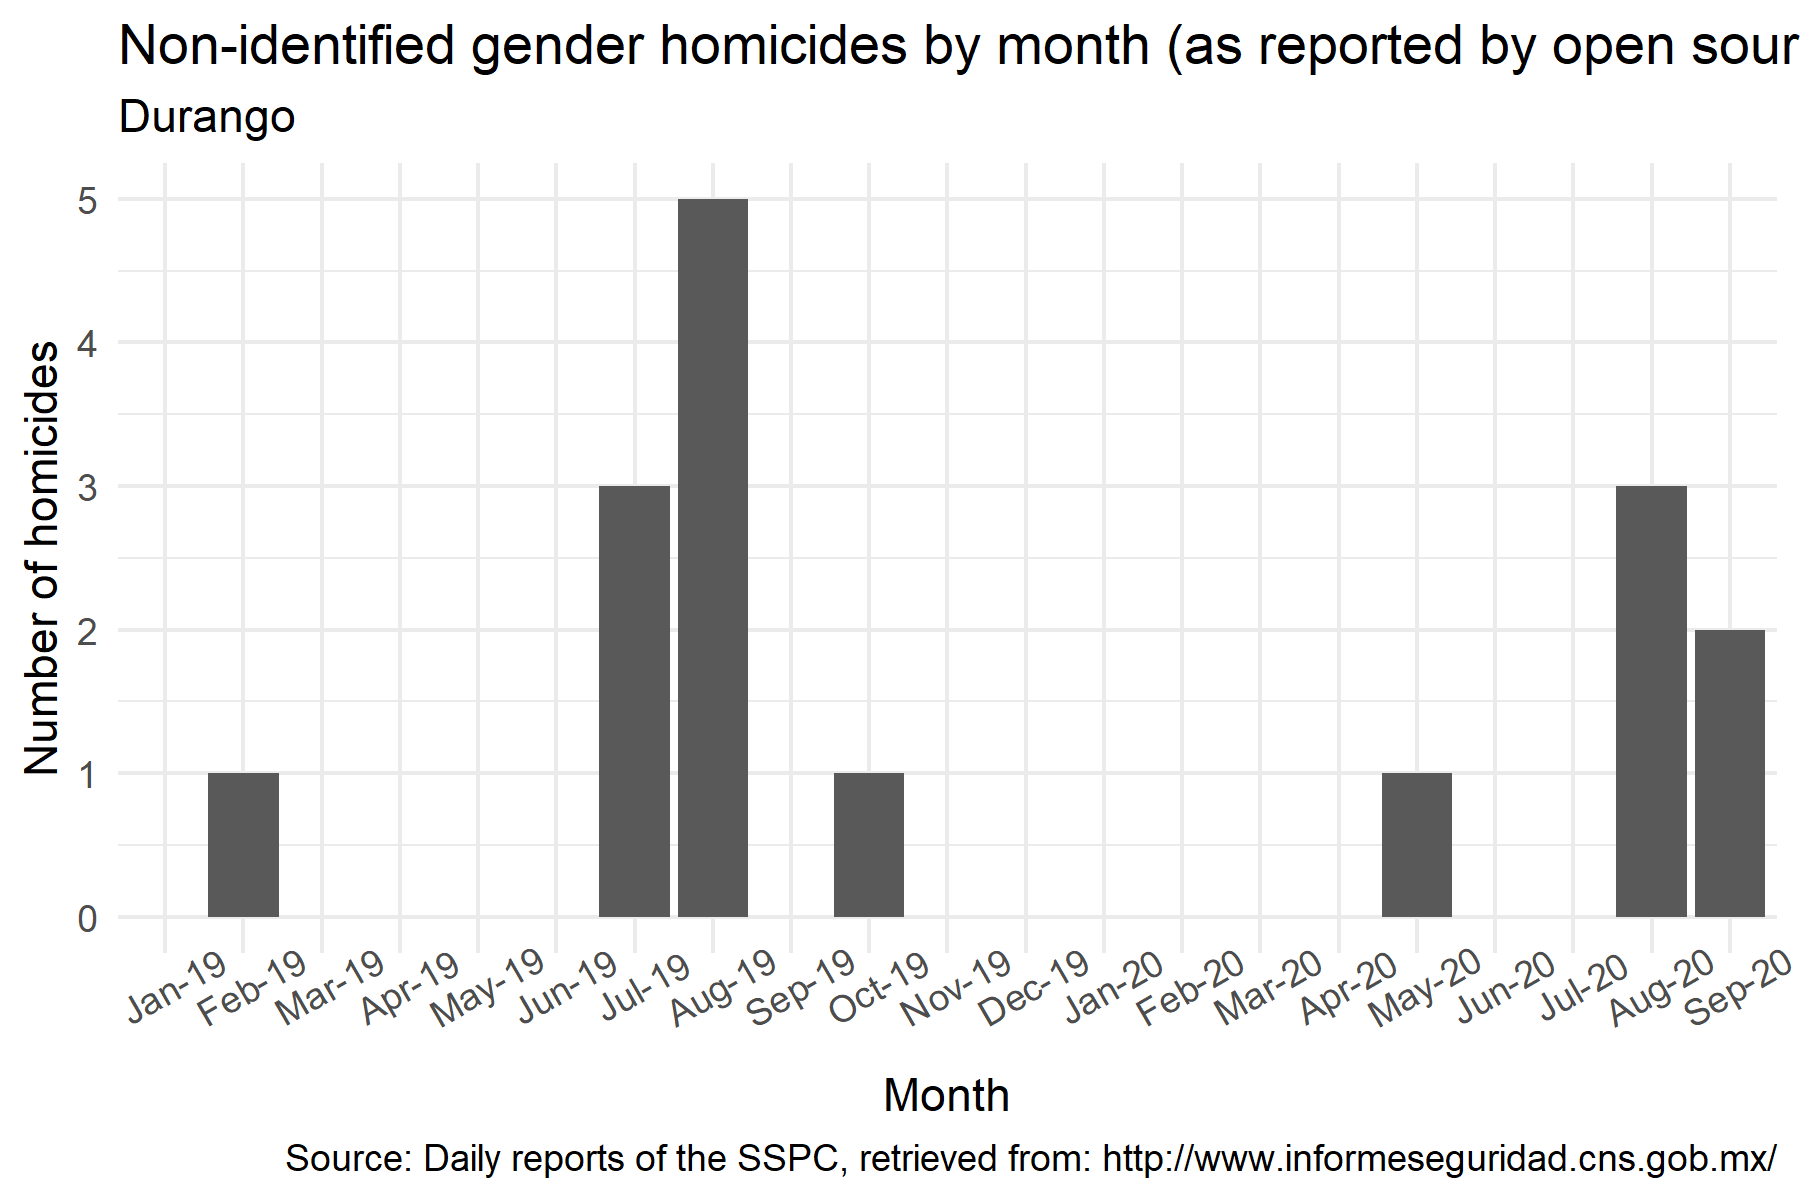 Non-identified gender homicides by month (as reported by open sour
Durango
Number of homicides
5
4
3
2
1
0
Jan-19
Feb-19
Mar-19
Apr-19
May-19
Jun-19
Jul-19
Aug-19
Sep-19
Oct-19
Nov-19
Dec-19
Jan-20
Feb-20
Mar-20
Apr-20
May-20
Jun-20
Jul-20
Aug-20
Sep-20
Month
Source: Daily reports of the SSPC, retrieved from: http://www.informeseguridad.cns.gob.mx/